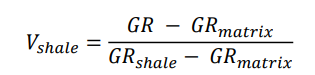 V_shale = (GR − GR_matrix) / (GR_shale − GR_matrix)